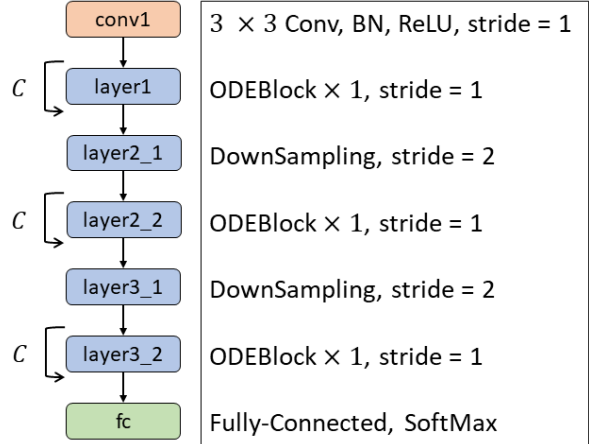 conv1 3 × 3 Conv, BN, ReLU, stride = 1
C layer1 ODEBlock × 1, stride = 1
layer2_1 DownSampling, stride = 2
C layer2_2 ODEBlock × 1, stride = 1
layer3_1 DownSampling, stride = 2
C layer3_2 ODEBlock × 1, stride = 1
fc Fully-Connected, SoftMax